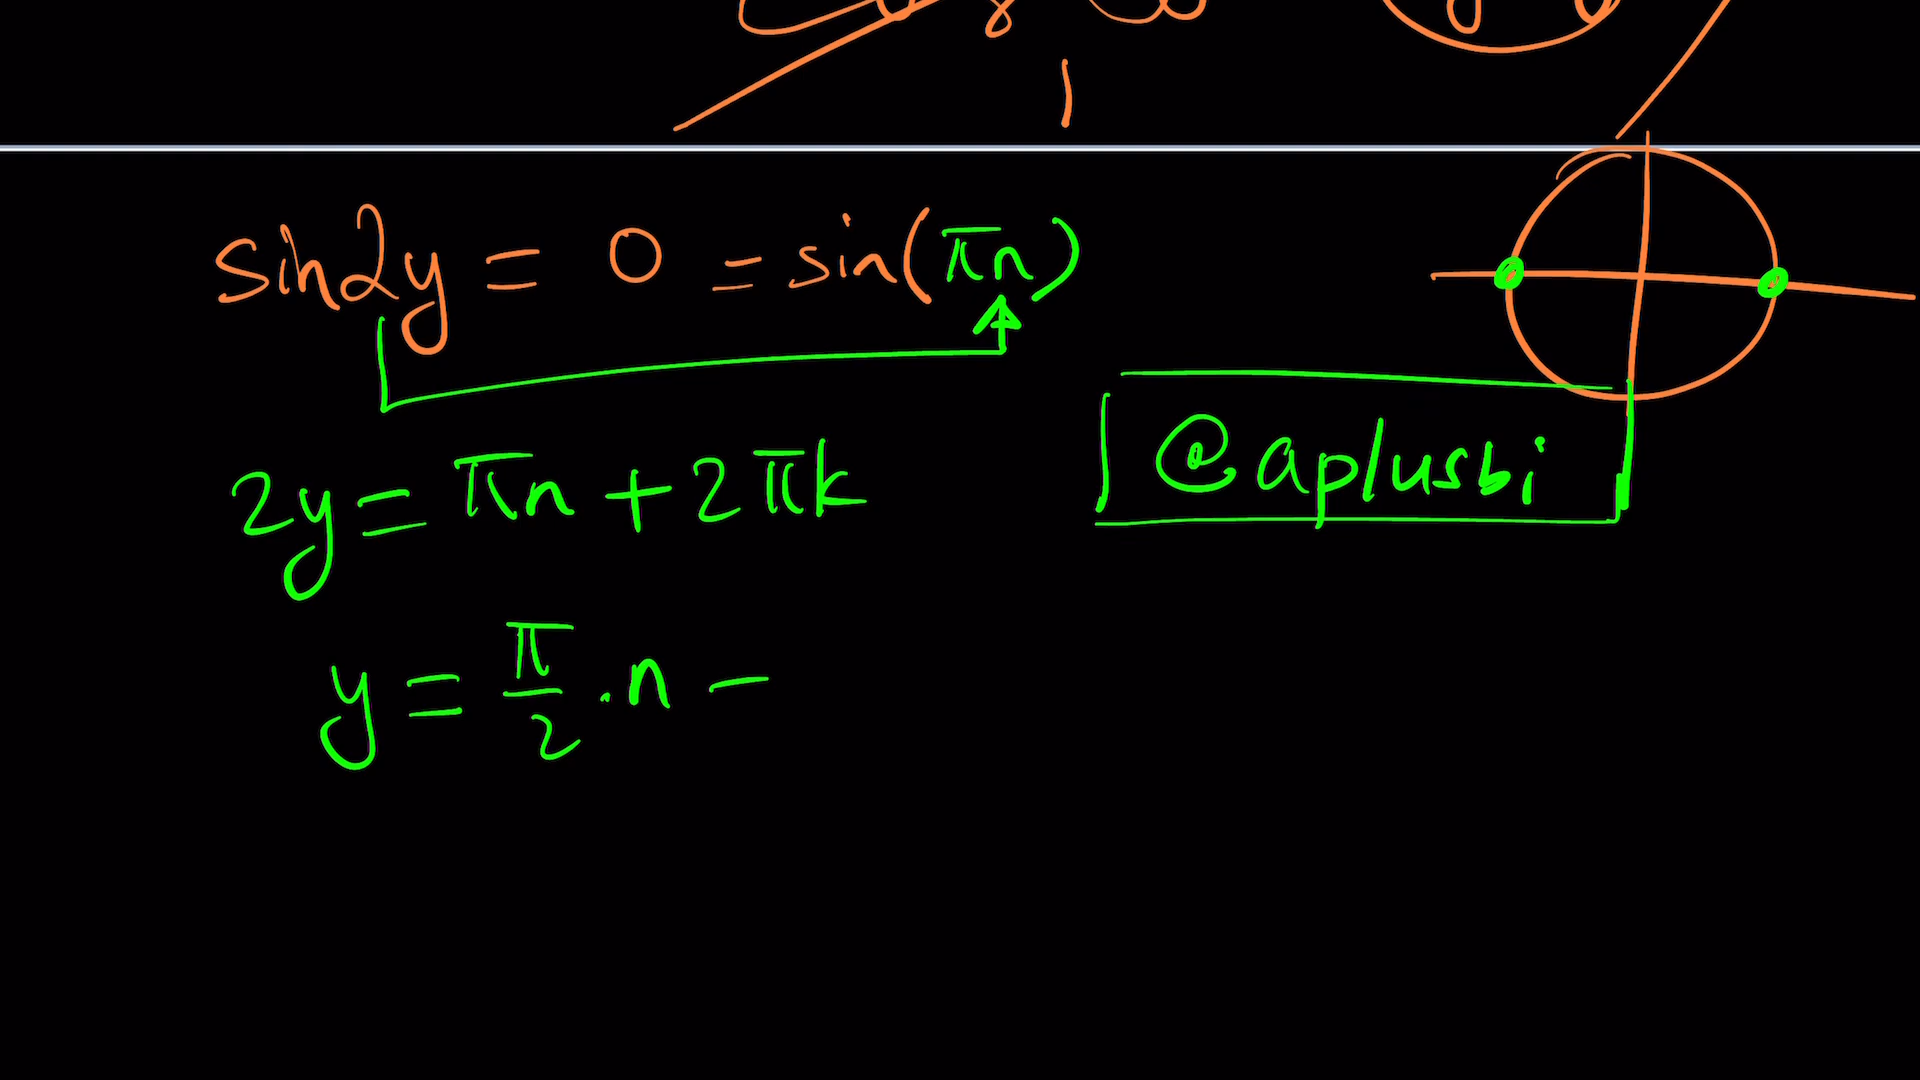 sin2y = 0 = sin(πn)
2y = πn + 2πk
@aplusbi
y = π/2 · n −